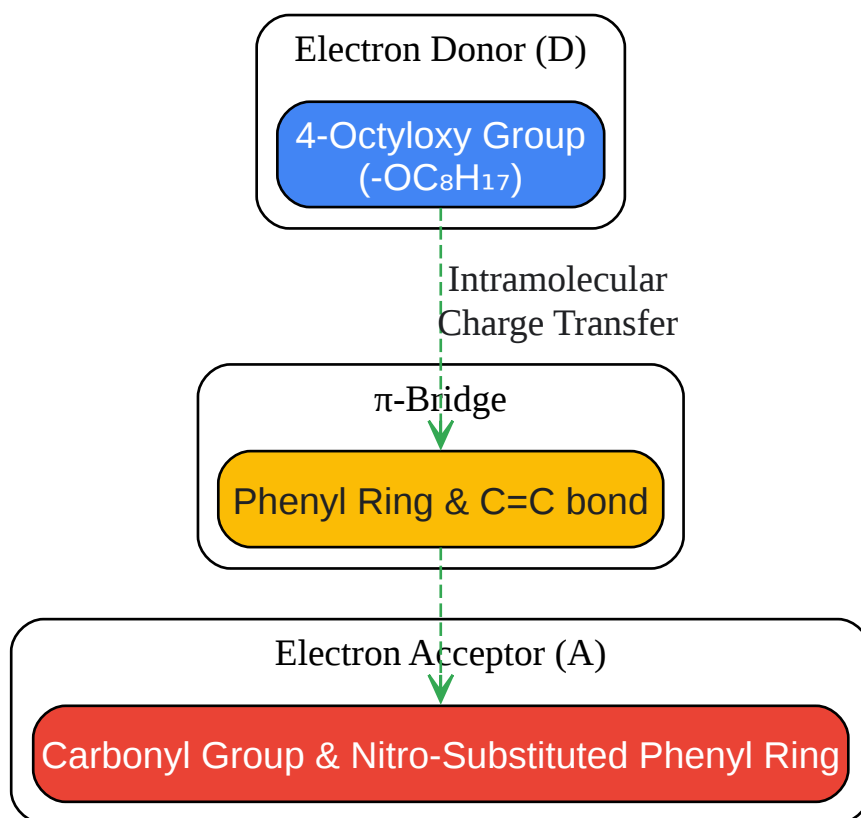 Electron Donor (D)
4-Octyloxy Group
(-OC₈H₁₇)
Intramolecular
Charge Transfer
π-Bridge
Phenyl Ring & C=C bond
Electron Acceptor (A)
Carbonyl Group & Nitro-Substituted Phenyl Ring